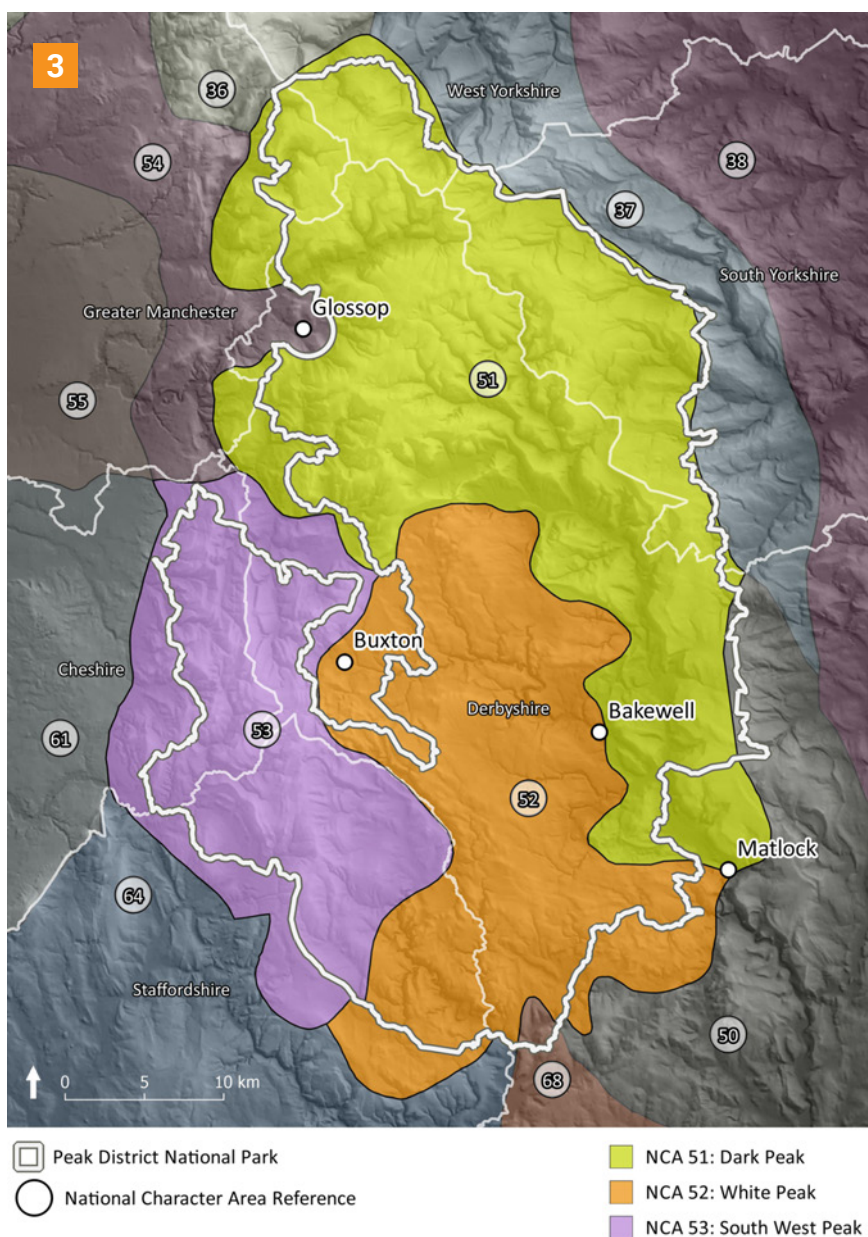 3
36
West Yorkshire
54
38
37
South Yorkshire
Greater Manchester
Glossop
51
55
Buxton
Cheshire
Derbyshire
Bakewell
53
61
52
Matlock
64
Staffordshire
50
68
0 5 10 km
Peak District National Park
National Character Area Reference
NCA 51: Dark Peak
NCA 52: White Peak
NCA 53: South West Peak